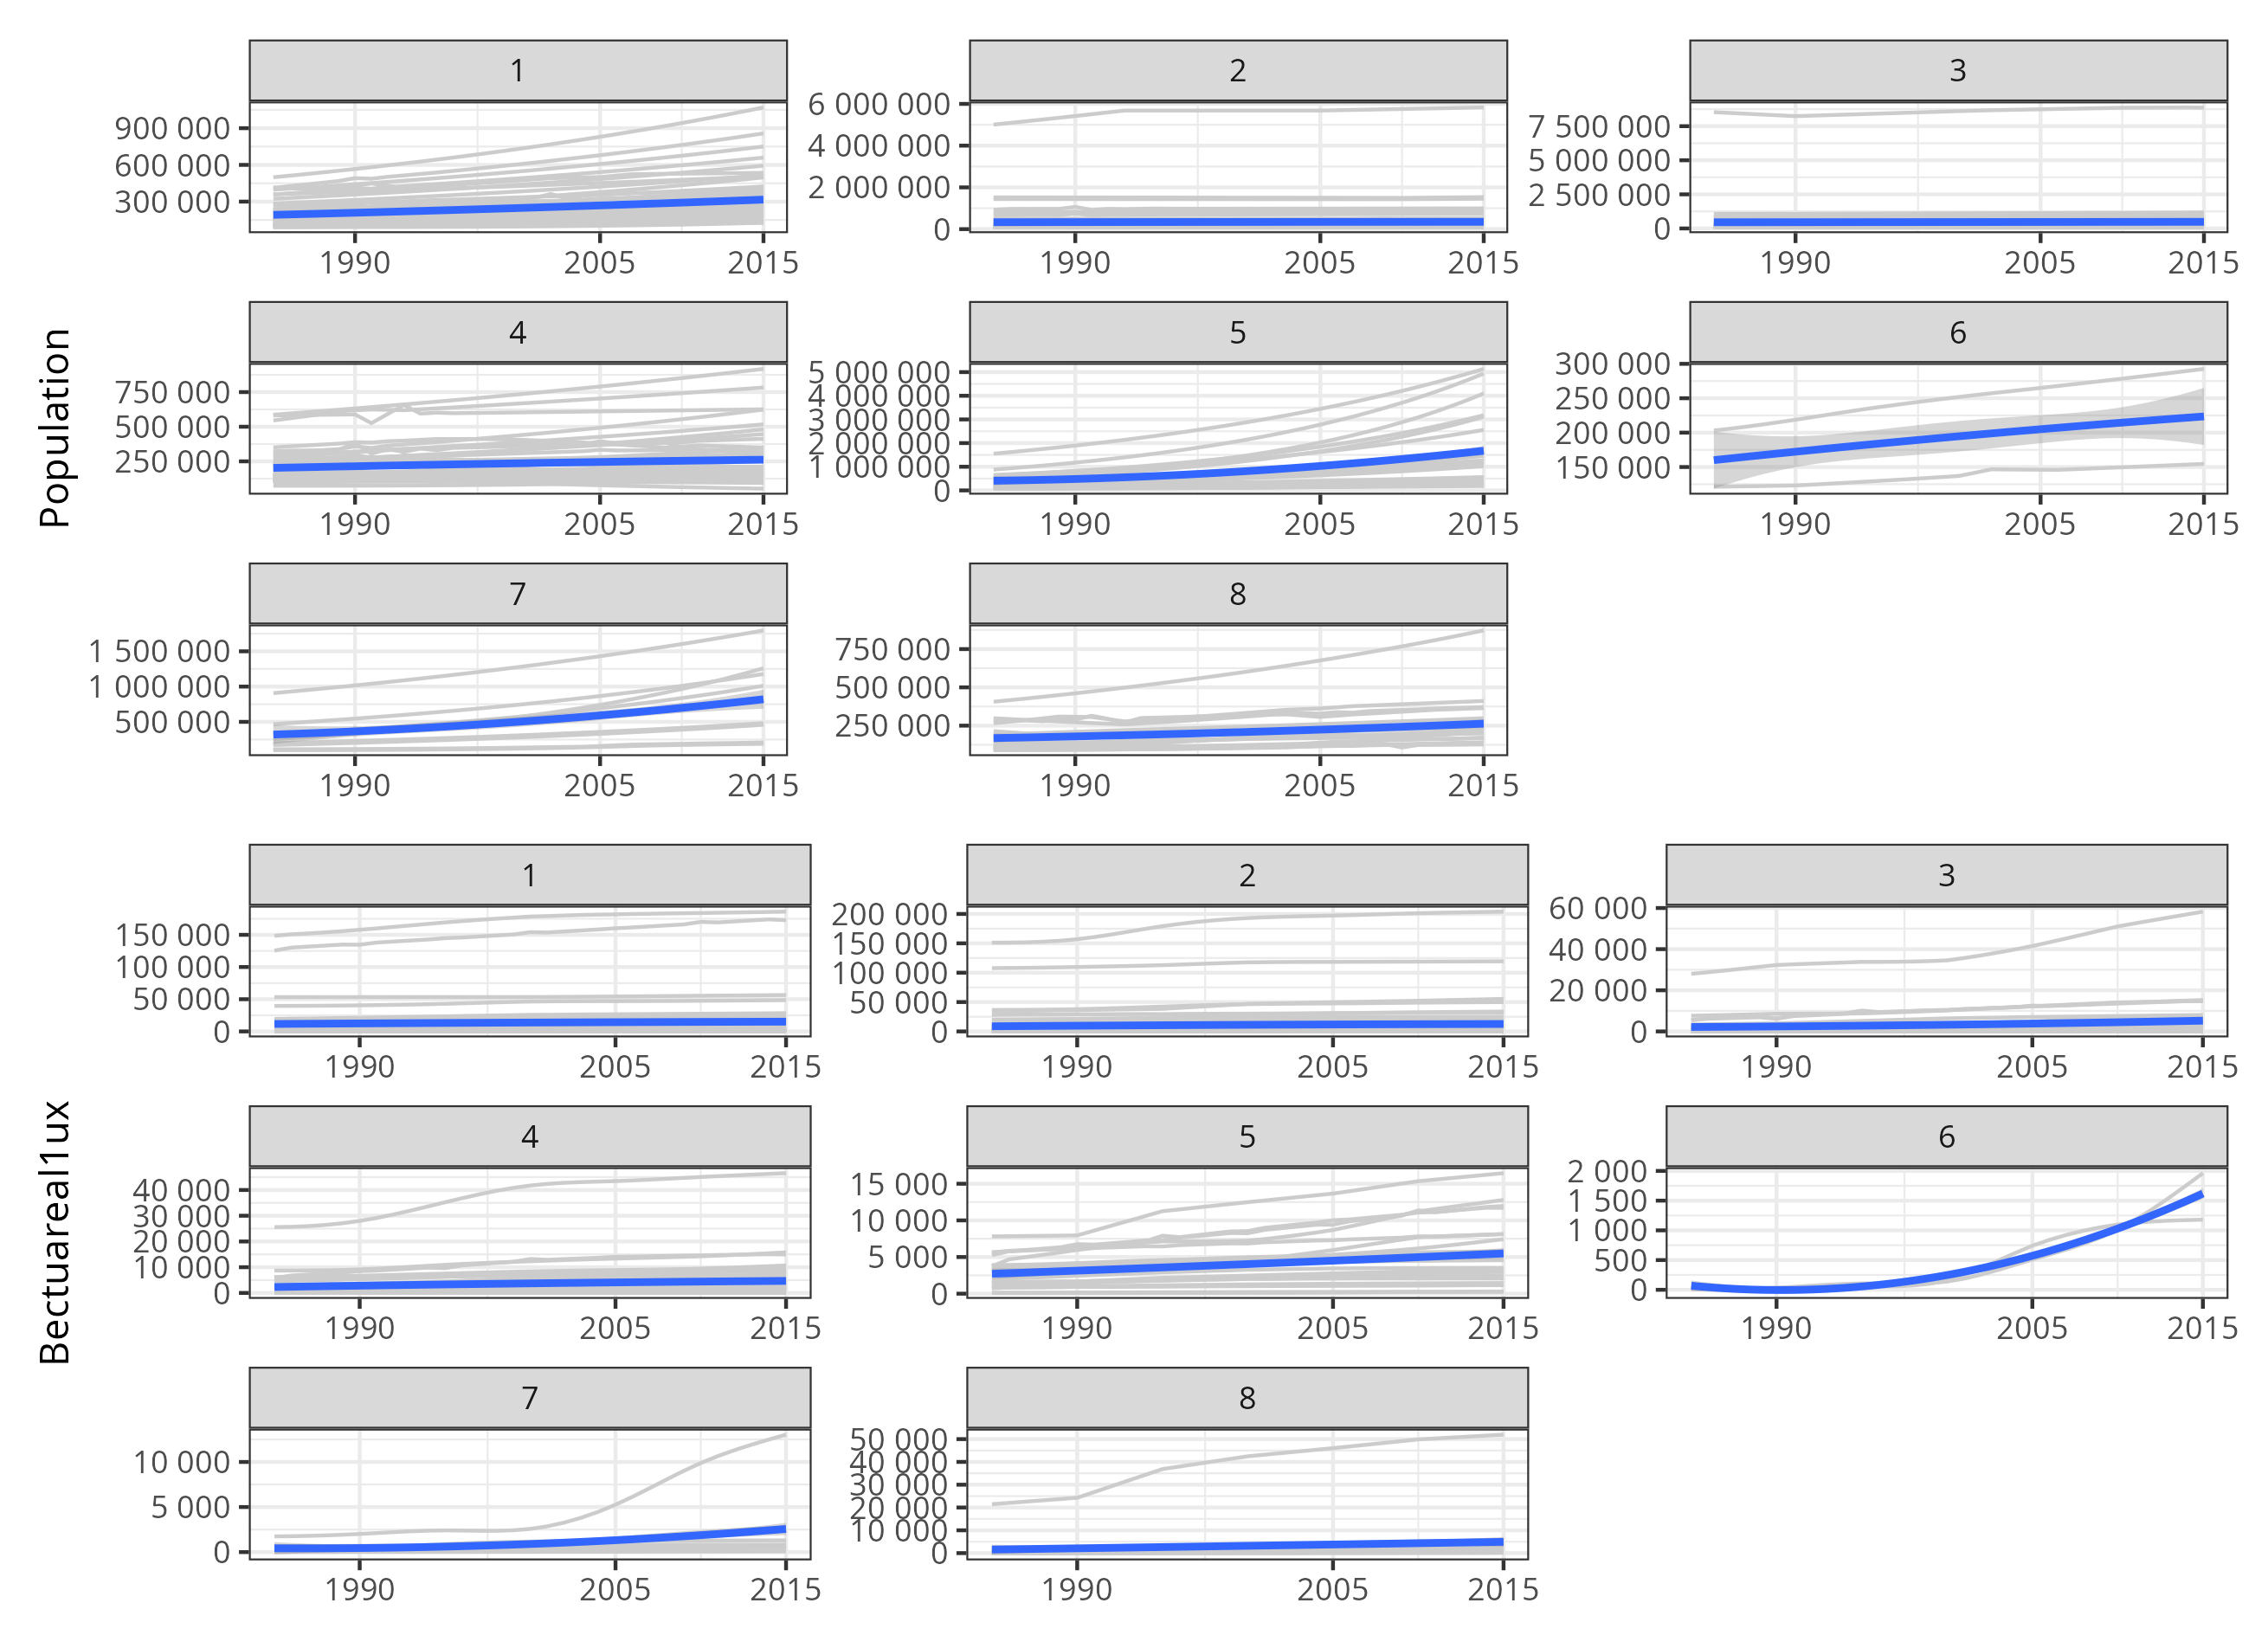 Population
1
2
3
900 000
600 000
300 000
6 000 000
4 000 000
2 000 000
0
7 500 000
5 000 000
2 500 000
0
1990 2005 2015
1990 2005 2015
1990 2005 2015
4
5
6
750 000
500 000
250 000
5 000 000
4 000 000
3 000 000
2 000 000
1 000 000
0
300 000
250 000
200 000
150 000
1990 2005 2015
1990 2005 2015
1990 2005 2015
7
8
1 500 000
1 000 000
500 000
750 000
500 000
250 000
1990 2005 2015
1990 2005 2015
Bectuareal1ux
1
2
3
150 000
100 000
50 000
0
200 000
150 000
100 000
50 000
0
60 000
40 000
20 000
0
1990 2005 2015
1990 2005 2015
1990 2005 2015
4
5
6
40 000
30 000
20 000
10 000
0
15 000
10 000
5 000
0
2 000
1 500
1 000
500
0
1990 2005 2015
1990 2005 2015
1990 2005 2015
7
8
10 000
5 000
0
50 000
40 000
30 000
20 000
10 000
0
1990 2005 2015
1990 2005 2015